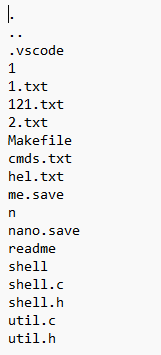 .
..
.vscode
1
1.txt
121.txt
2.txt
Makefile
cmds.txt
hel.txt
me.save
n
nano.save
readme
shell
shell.c
shell.h
util.c
util.h